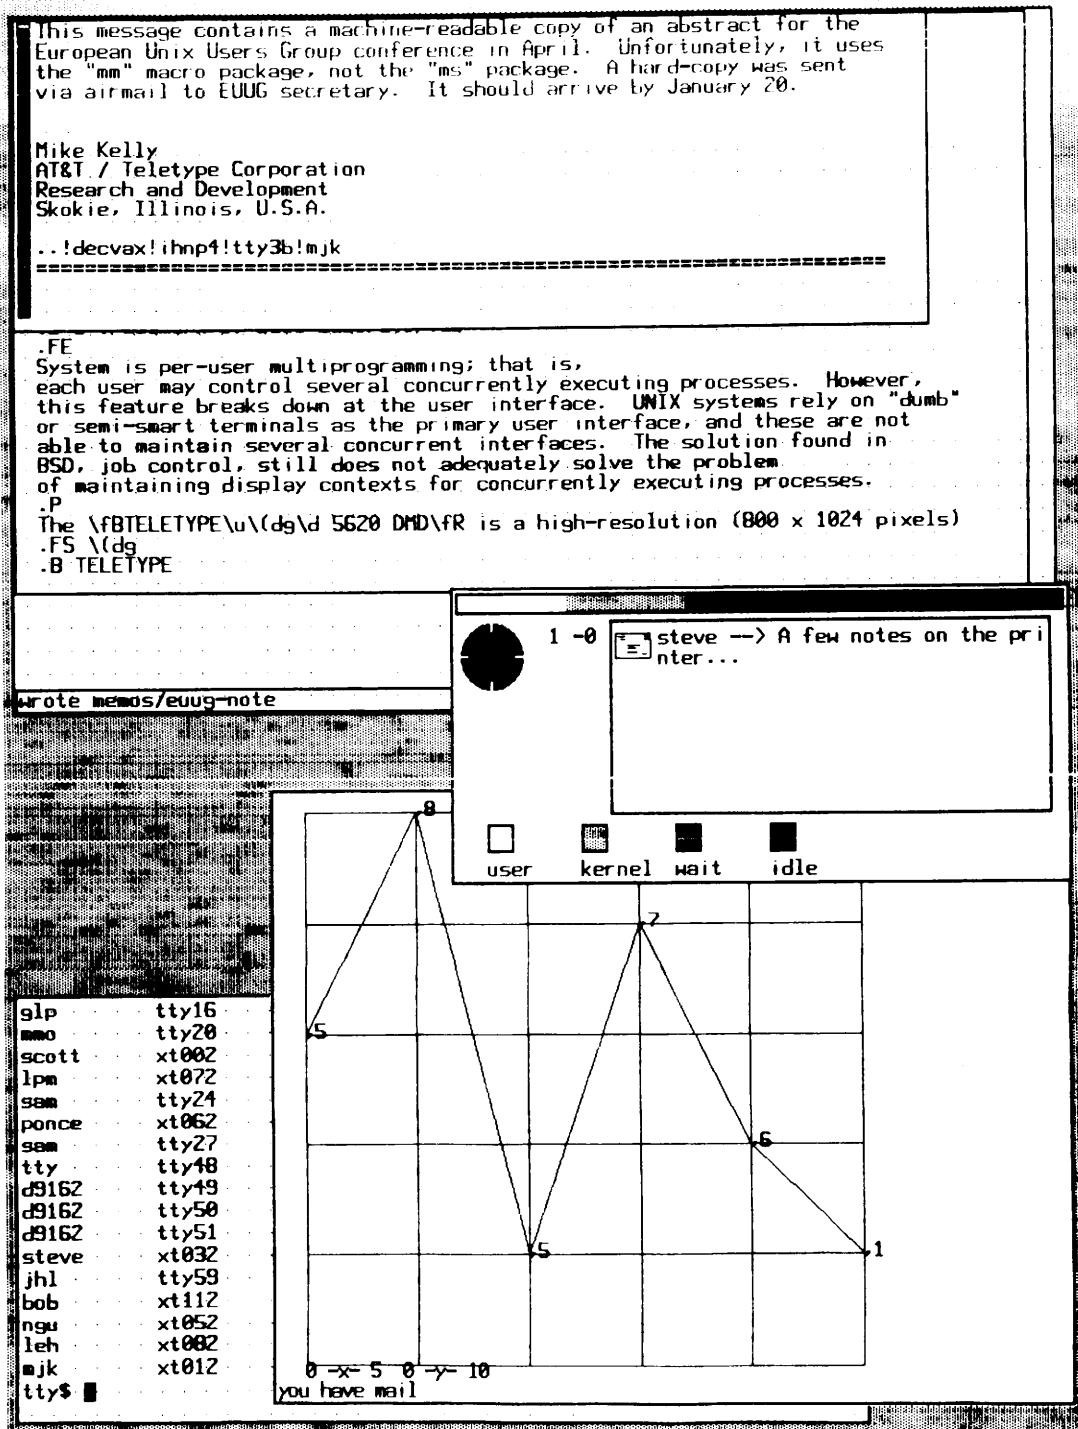 This message contains a machine-readable copy of an abstract for the
European Unix Users Group conference in April.  Unfortunately, it uses
the "mm" macro package, not the "ms" package.  A hard-copy was sent
via airmail to EUUG secretary.  It should arrive by January 20.
Mike Kelly
AT&T / Teletype Corporation
Research and Development
Skokie, Illinois, U.S.A.
..!decvax!ihnp4!tty3b!mjk
=======================================================================
.FE
System is per-user multiprogramming; that is,
each user may control several concurrently executing processes.  However,
this feature breaks down at the user interface.  UNIX systems rely on "dumb"
or semi-smart terminals as the primary user interface, and these are not
able to maintain several concurrent interfaces.  The solution found in
BSD, job control, still does not adequately solve the problem
of maintaining display contexts for concurrently executing processes.
.P
The \fBTELETYPE\u\(dg\d 5620 DMD\fR is a high-resolution (800 x 1024 pixels)
.FS \(dg
.B TELETYPE
wrote memos/euug-note
1 -0
steve --> A few notes on the pri
nter...
user kernel wait idle
8
7
5
6
5
1
0 -x- 5 0 -y- 10
you have mail
glp tty16
mmo tty20
scott xt002
lpm xt072
sam tty24
ponce xt062
sam tty27
tty tty48
d9162 tty49
d9162 tty50
d9162 tty51
steve xt032
jhl tty59
bob xt112
ngu xt052
leh xt082
mjk xt012
tty$